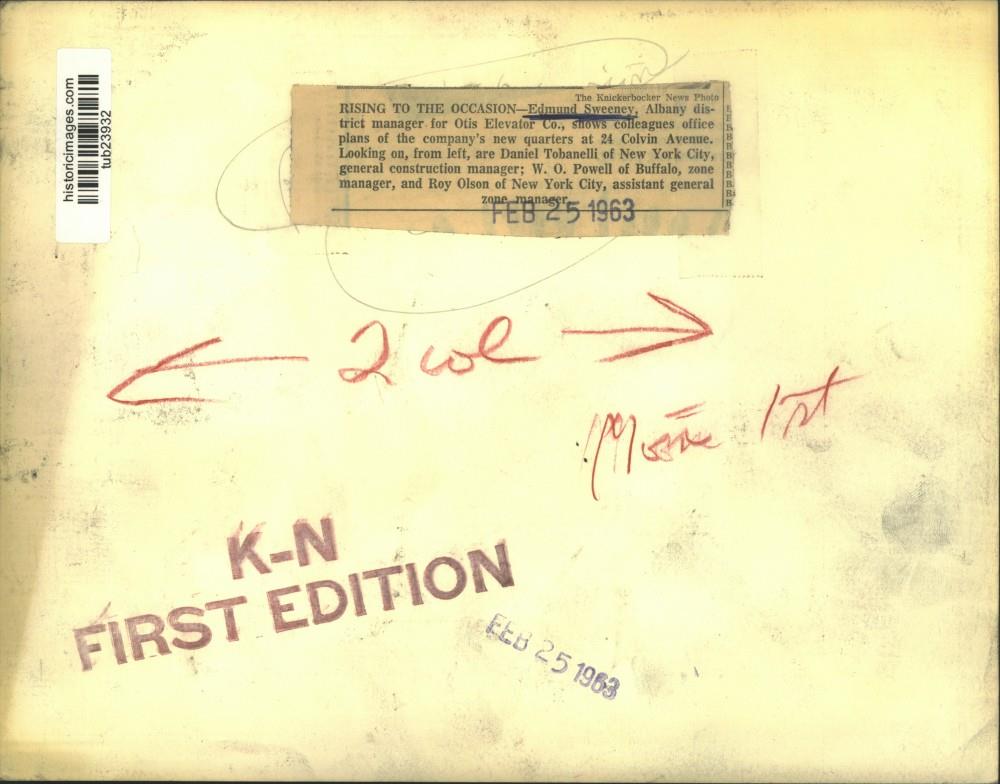 historicimages.com
tub23932
The Knickerbocker News Photo
RISING TO THE OCCASION—Edmund Sweeney, Albany dis-
trict manager for Otis Elevator Co., shows colleagues office
plans of the company's new quarters at 24 Colvin Avenue.
Looking on, from left, are Daniel Tobanelli of New York City,
general construction manager; W. O. Powell of Buffalo, zone
manager, and Roy Olson of New York City, assistant general
zone manager.
FEB 25 1963
2 col
1st
K-N
FIRST EDITION
FEB 25 1963